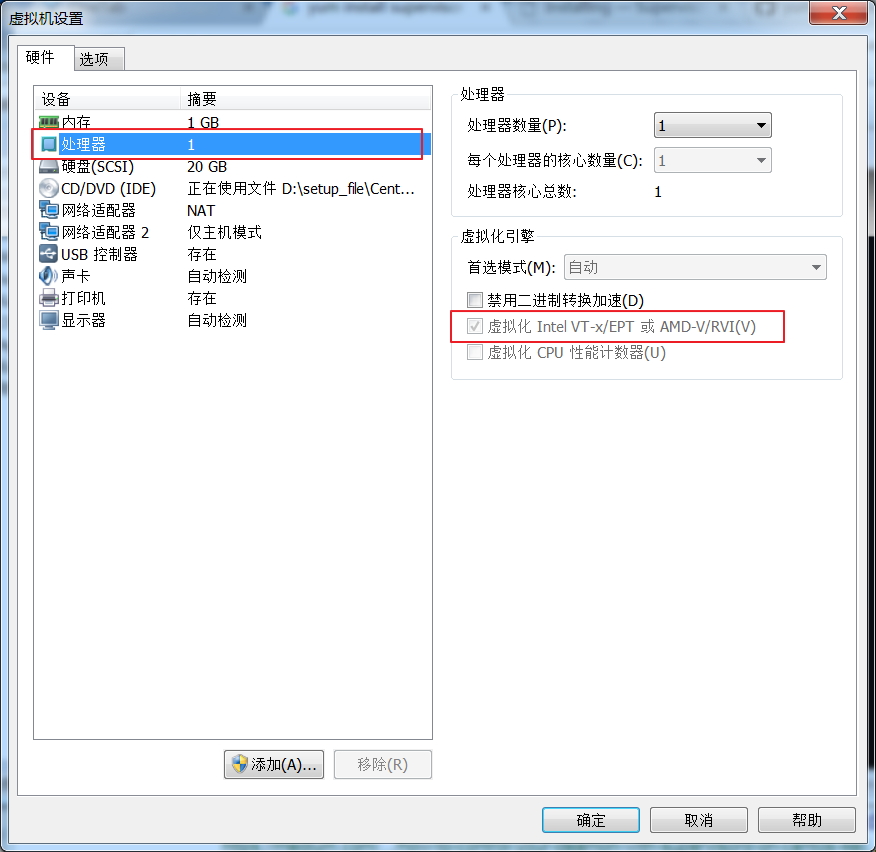 虚拟机设置
硬件 选项
设备 摘要
内存 1 GB
处理器 1
硬盘(SCSI) 20 GB
CD/DVD (IDE) 正在使用文件 D:\setup_file\Cent...
网络适配器 NAT
网络适配器 2 仅主机模式
USB 控制器 存在
声卡 自动检测
打印机 存在
显示器 自动检测
添加(A)... 移除(R)
处理器
处理器数量(P): 1
每个处理器的核心数量(C): 1
处理器核心总数: 1
虚拟化引擎
首选模式(M): 自动
禁用二进制转换加速(D)
虚拟化 Intel VT-x/EPT 或 AMD-V/RVI(V)
虚拟化 CPU 性能计数器(U)
确定 取消 帮助